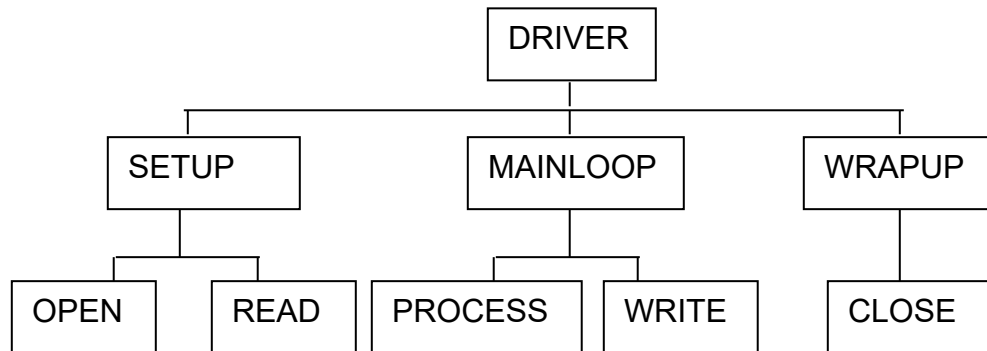 DRIVER
SETUP
MAINLOOP
WRAPUP
OPEN
READ
PROCESS
WRITE
CLOSE